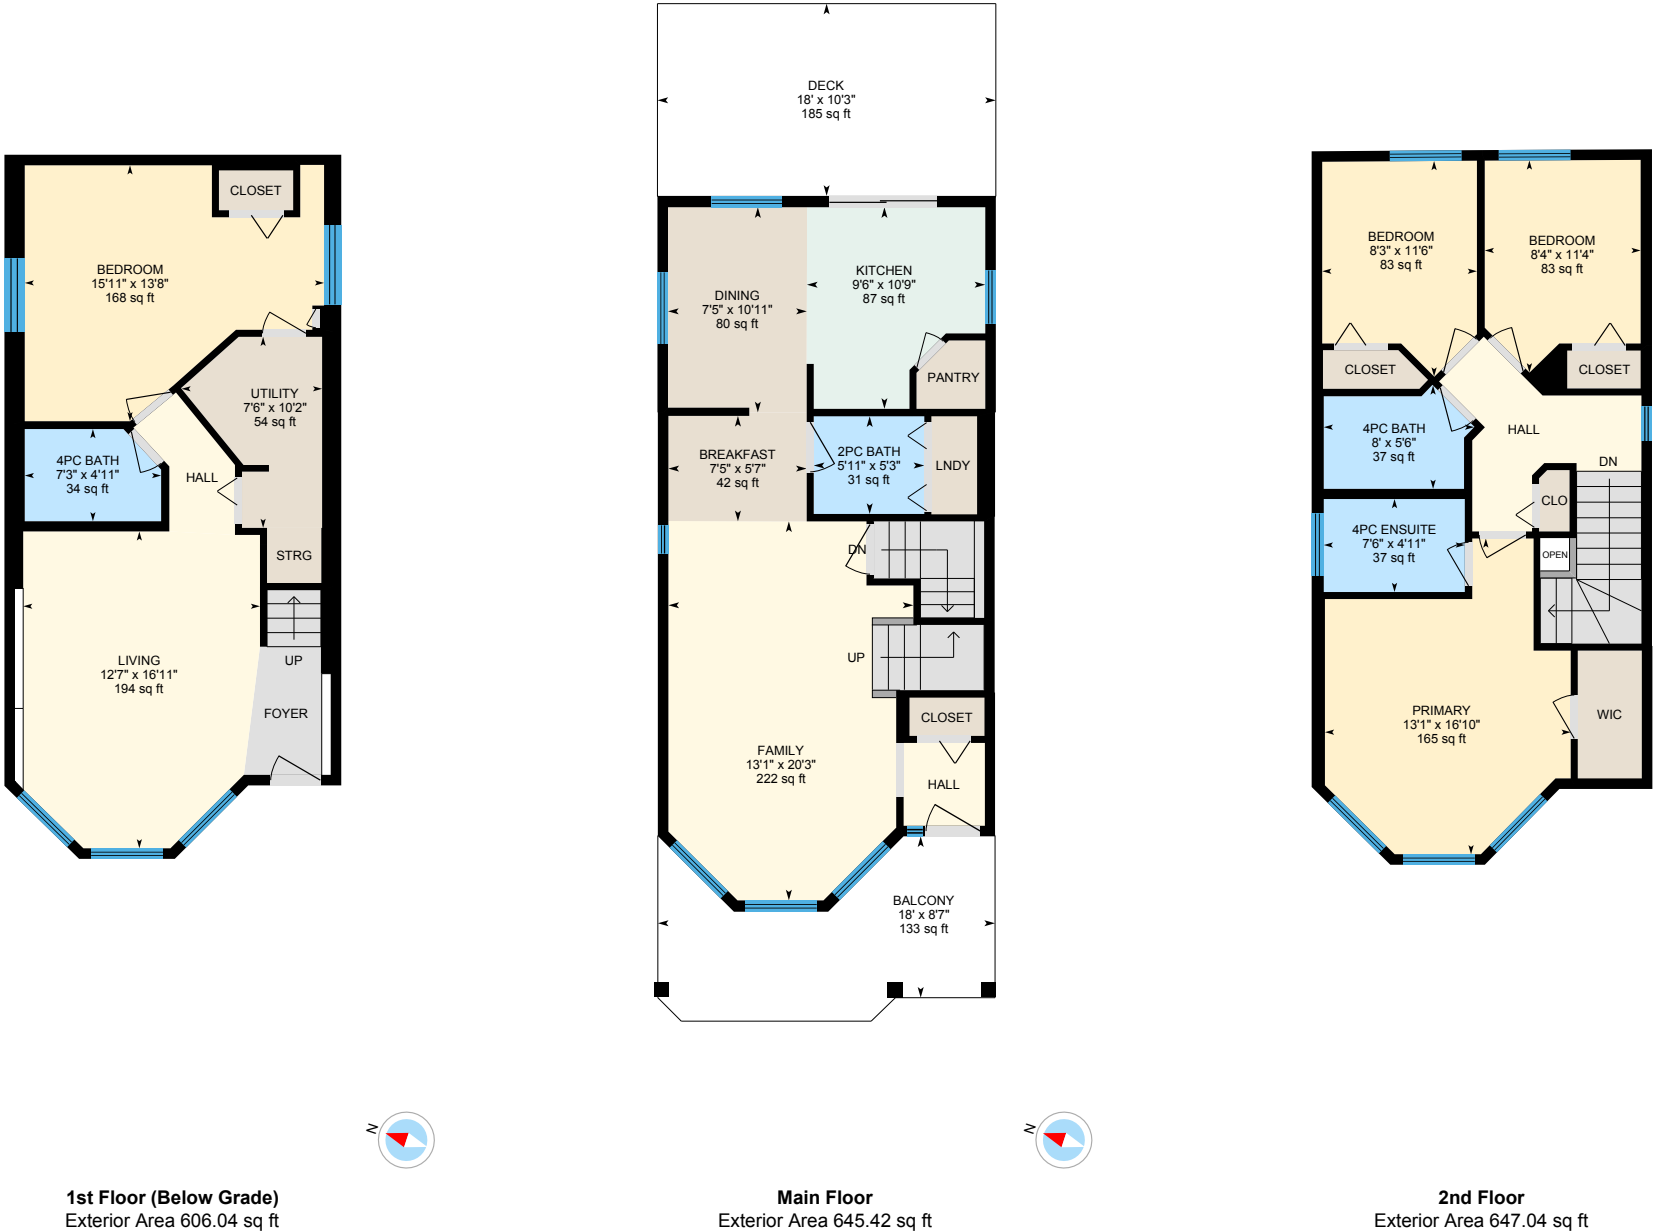 CLOSET
BEDROOM
15'11" x 13'8"
168 sq ft
UTILITY
7'6" x 10'2"
54 sq ft
4PC BATH
7'3" x 4'11"
34 sq ft
HALL
STRG
LIVING
12'7" x 16'11"
194 sq ft
UP
FOYER
N
1st Floor (Below Grade)
Exterior Area 606.04 sq ft
DECK
18' x 10'3"
185 sq ft
DINING
7'5" x 10'11"
80 sq ft
KITCHEN
9'6" x 10'9"
87 sq ft
PANTRY
BREAKFAST
7'5" x 5'7"
42 sq ft
2PC BATH
5'11" x 5'3"
31 sq ft
LNDY
DN
UP
CLOSET
FAMILY
13'1" x 20'3"
222 sq ft
HALL
BALCONY
18' x 8'7"
133 sq ft
N
Main Floor
Exterior Area 645.42 sq ft
BEDROOM
8'3" x 11'6"
83 sq ft
BEDROOM
8'4" x 11'4"
83 sq ft
CLOSET
CLOSET
4PC BATH
8' x 5'6"
37 sq ft
HALL
DN
CLO
4PC ENSUITE
7'6" x 4'11"
37 sq ft
OPEN
PRIMARY
13'1" x 16'10"
165 sq ft
WIC
2nd Floor
Exterior Area 647.04 sq ft